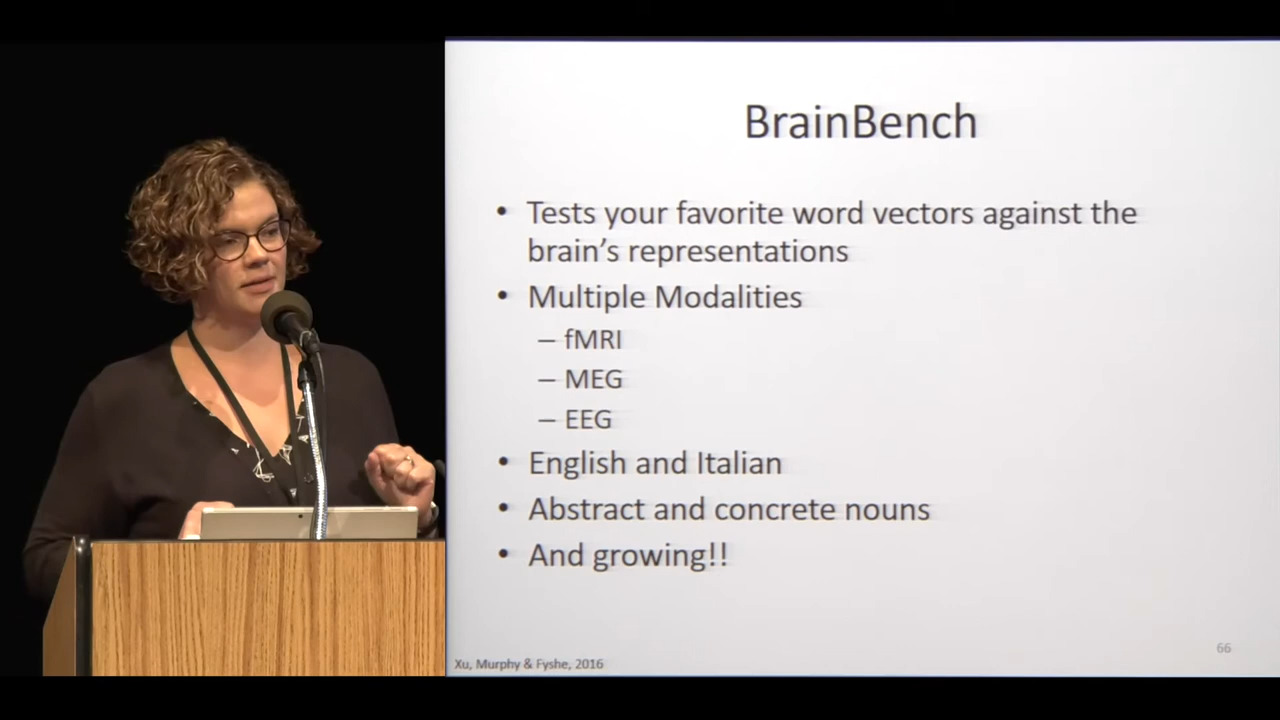 BrainBench
• Tests your favorite word vectors against the
brain's representations
• Multiple Modalities
– fMRI
– MEG
– EEG
• English and Italian
• Abstract and concrete nouns
• And growing!!
Xu, Murphy & Fyshe, 2016
66